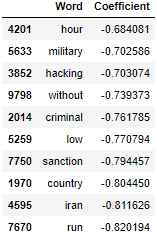 Word Coefficient
4201 hour -0.684081
5633 military -0.702586
3852 hacking -0.703074
9798 without -0.739373
2014 criminal -0.761785
5259 low -0.770794
7750 sanction -0.794457
1970 country -0.804450
4595 iran -0.811626
7670 run -0.820194